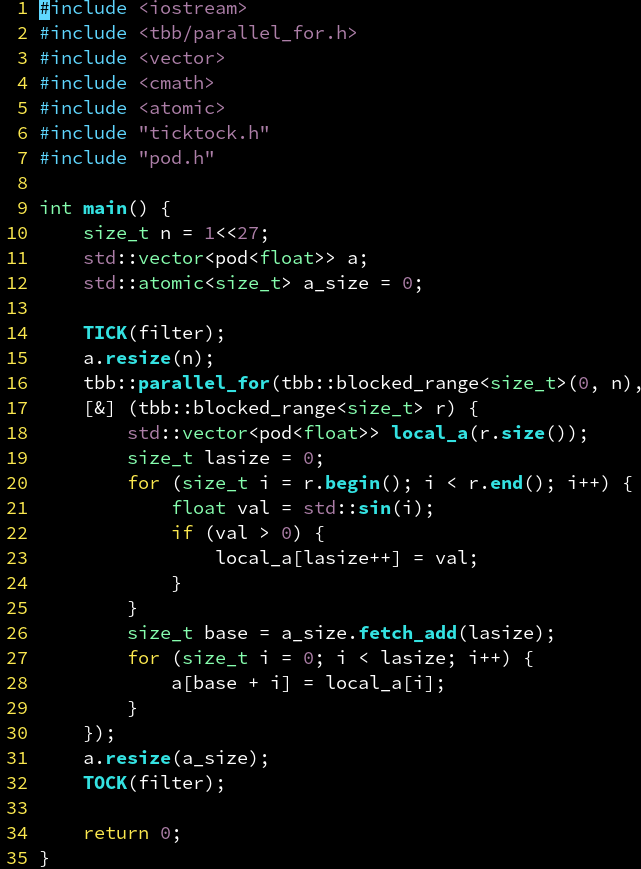 1 #include <iostream>
2 #include <tbb/parallel_for.h>
3 #include <vector>
4 #include <cmath>
5 #include <atomic>
6 #include "ticktock.h"
7 #include "pod.h"
8
9 int main() {
10     size_t n = 1<<27;
11     std::vector<pod<float>> a;
12     std::atomic<size_t> a_size = 0;
13
14     TICK(filter);
15     a.resize(n);
16     tbb::parallel_for(tbb::blocked_range<size_t>(0, n),
17     [&] (tbb::blocked_range<size_t> r) {
18         std::vector<pod<float>> local_a(r.size());
19         size_t lasize = 0;
20         for (size_t i = r.begin(); i < r.end(); i++) {
21             float val = std::sin(i);
22             if (val > 0) {
23                 local_a[lasize++] = val;
24             }
25         }
26         size_t base = a_size.fetch_add(lasize);
27         for (size_t i = 0; i < lasize; i++) {
28             a[base + i] = local_a[i];
29         }
30     });
31     a.resize(a_size);
32     TOCK(filter);
33
34     return 0;
35 }